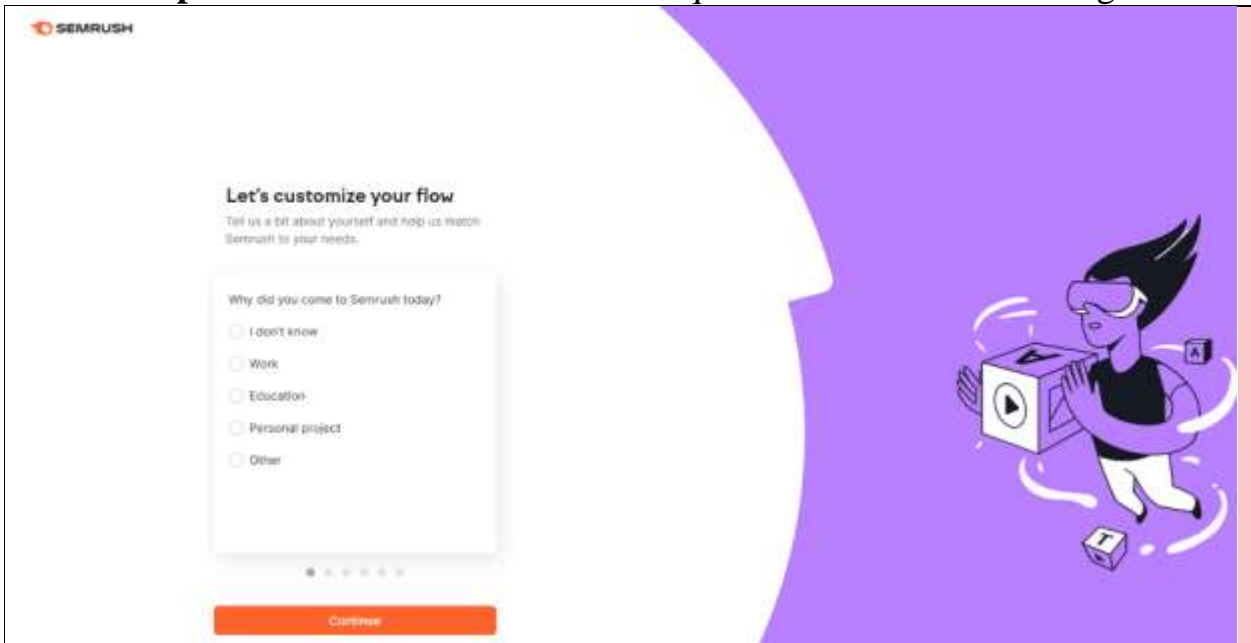 SEMRUSH
Let's customize your flow
Tell us a bit about yourself and help us match
Semrush to your needs.
Why did you come to Semrush today?
I don't know
Work
Education
Personal project
Other
Continue
A
A
T